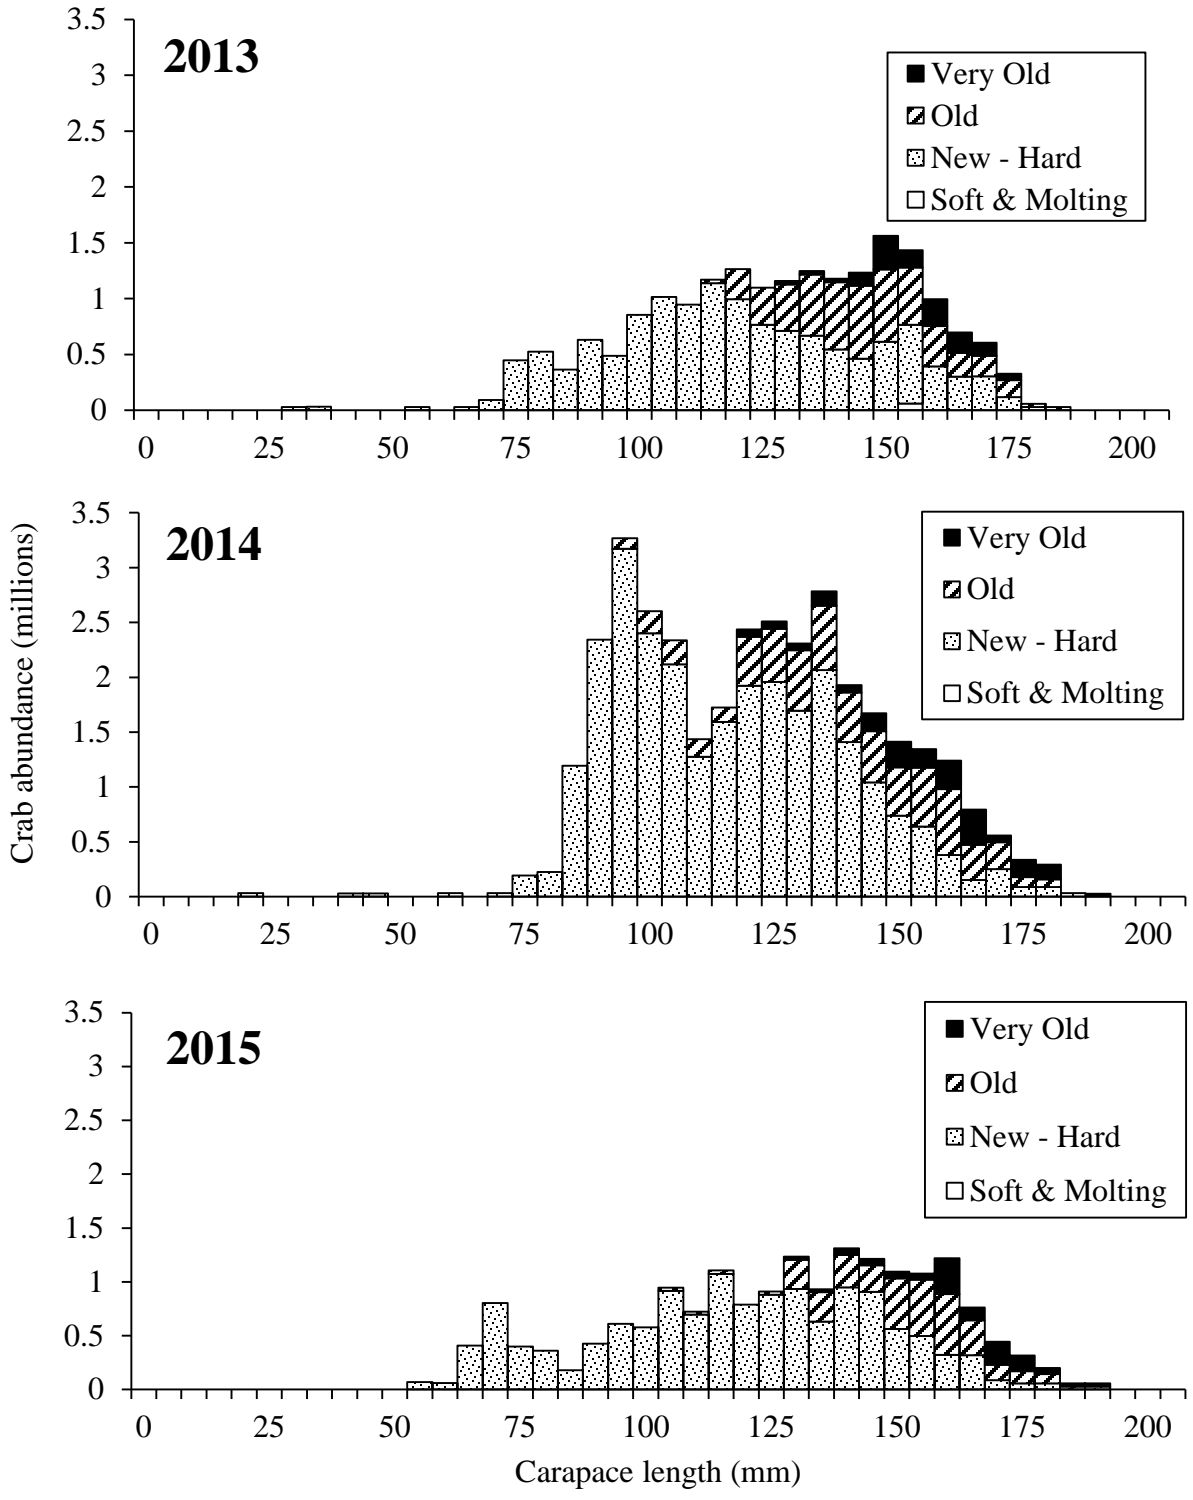 3.5
2013
3
Very Old
2.5
Old
2
New - Hard
1.5
Soft & Molting
1
0.5
0
0 25 50 75 100 125 150 175 200
Crab abundance (millions)
3.5
2014
3
Very Old
2.5
Old
2
New - Hard
1.5
Soft & Molting
1
0.5
0
0 25 50 75 100 125 150 175 200
3.5
2015
3
Very Old
2.5
Old
2
New - Hard
1.5
Soft & Molting
1
0.5
0
0 25 50 75 100 125 150 175 200
Carapace length (mm)